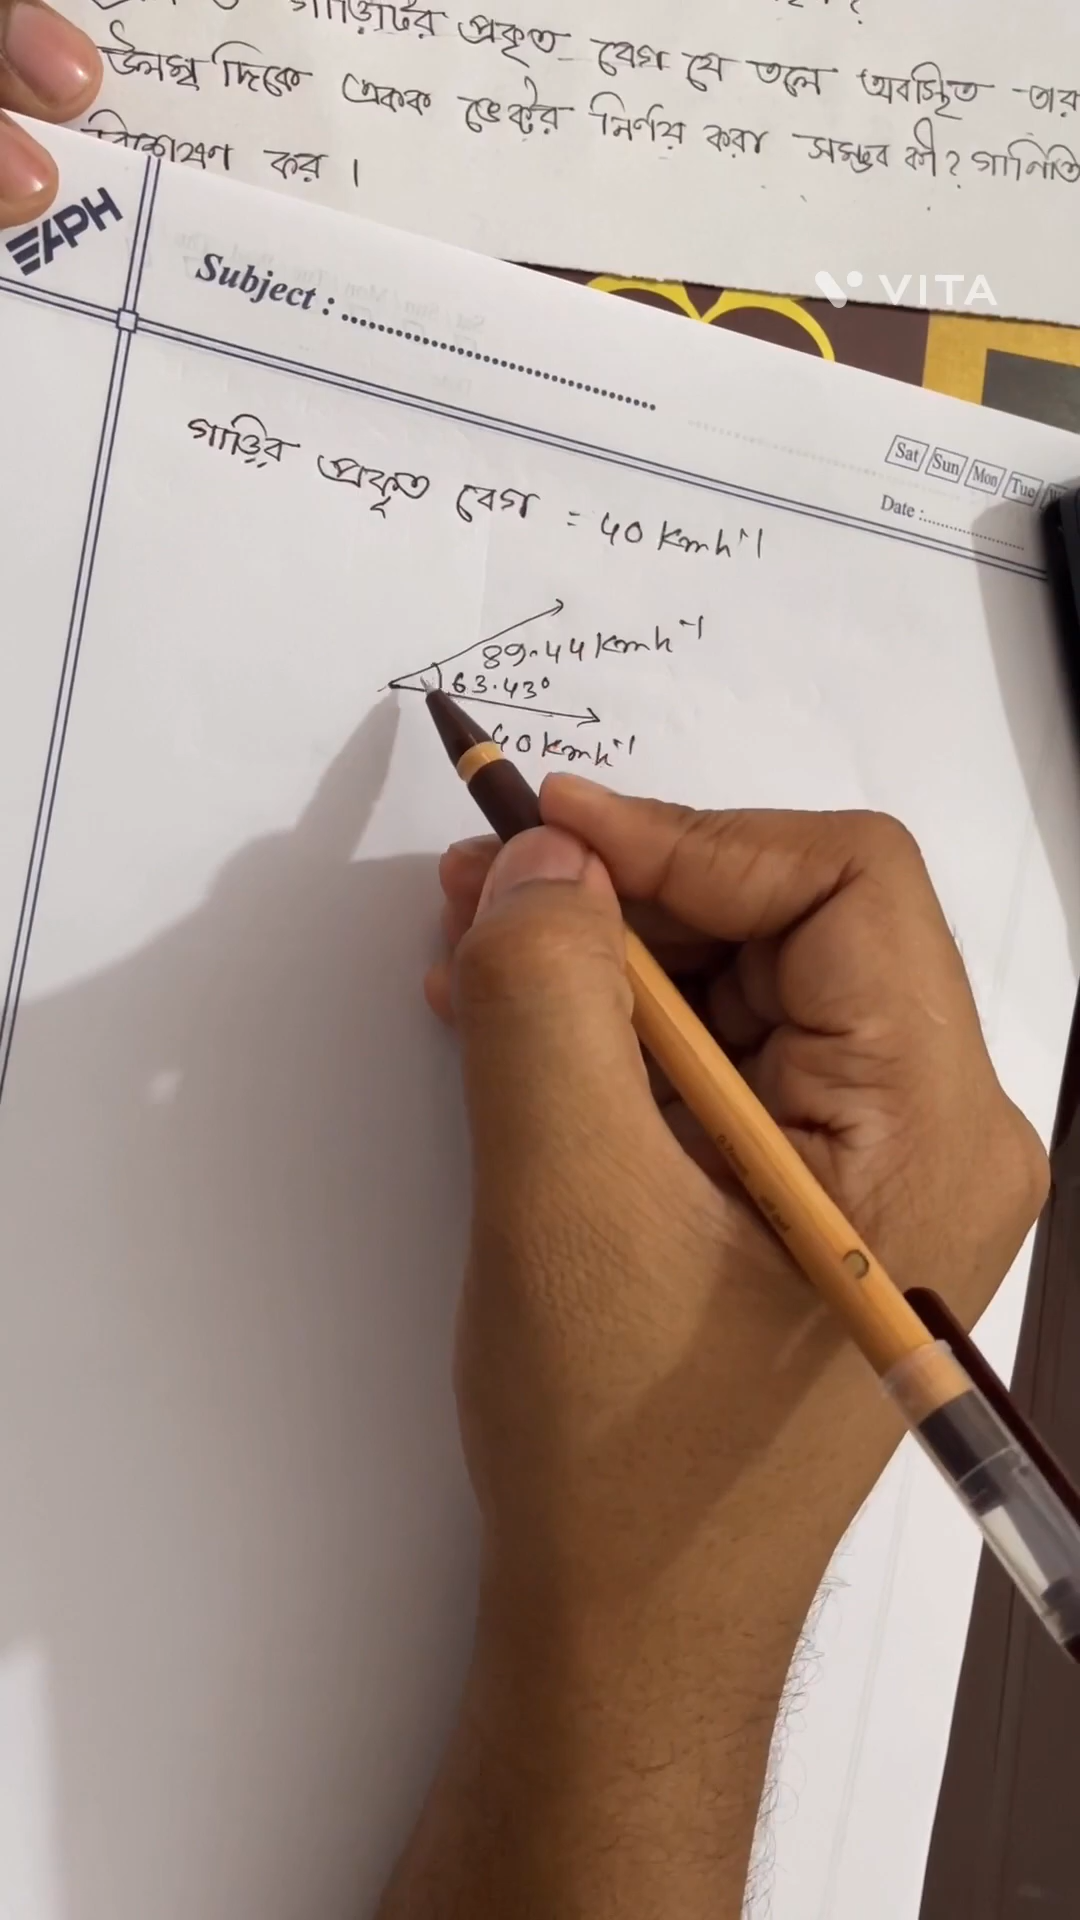 গাড়িটির প্রকৃত বেগ যে তলে অবস্থিত তার
উলম্ব দিকে একক ভেক্টর নির্ণয় করা সম্ভব কী? গানিতি
বিশ্লেষণ কর ।
APH
VITA
Subject :
Sat Sun Mon Tue
Date :
গাড়ির প্রকৃত বেগ = 40 kmh⁻¹
89.44 kmh⁻¹
63.43°
40 kmh⁻¹